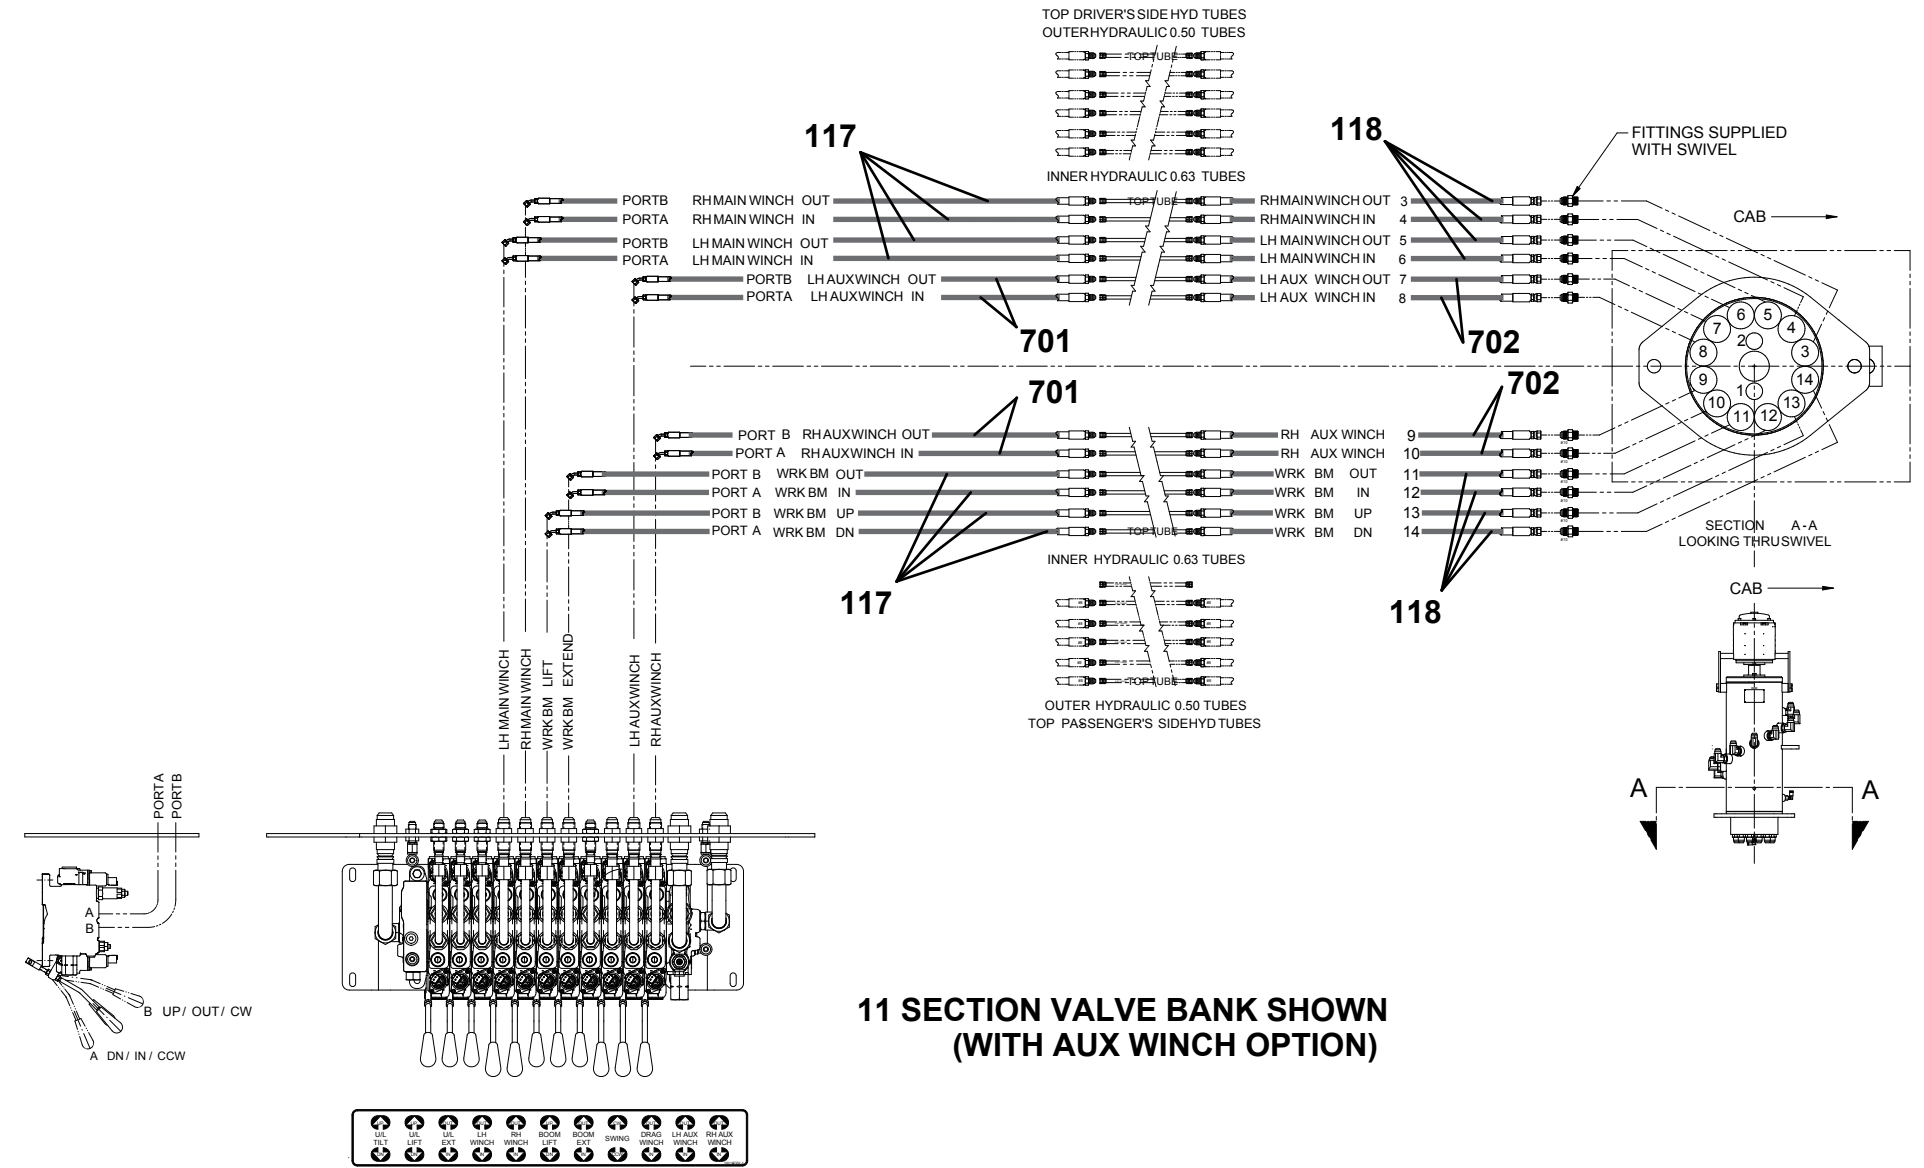 TOP DRIVER'S SIDE HYD TUBES
OUTER HYDRAULIC 0.50 TUBES
TOP TUBE
117
118
FITTINGS SUPPLIED
WITH SWIVEL
INNER HYDRAULIC 0.63 TUBES
PORT B RH MAIN WINCH OUT
TOP TUBE
RH MAIN WINCH OUT 3
PORT A RH MAIN WINCH IN
RH MAIN WINCH IN 4
CAB
PORT B LH MAIN WINCH OUT
LH MAIN WINCH OUT 5
PORT A LH MAIN WINCH IN
LH MAIN WINCH IN 6
PORT B LH AUX WINCH OUT
LH AUX WINCH OUT 7
PORT A LH AUX WINCH IN
LH AUX WINCH IN 8
701
702
6 5
7 4
2
8 3
9 14
1
10 13
11 12
701
702
PORT B RH AUX WINCH OUT
RH AUX WINCH 9
PORT A RH AUX WINCH IN
RH AUX WINCH 10
PORT B WRK BM OUT
WRK BM OUT 11
PORT A WRK BM IN
WRK BM IN 12
PORT B WRK BM UP
WRK BM UP 13
PORT A WRK BM DN
TOP TUBE
WRK BM DN 14
SECTION A-A
LOOKING THRU SWIVEL
INNER HYDRAULIC 0.63 TUBES
117
118
CAB
TOP TUBE
OUTER HYDRAULIC 0.50 TUBES
TOP PASSENGER'S SIDE HYD TUBES
LH MAIN WINCH
RH MAIN WINCH
WRK BM LIFT
WRK BM EXTEND
LH AUX WINCH
RH AUX WINCH
PORT A
PORT B
A A
A
B
B UP / OUT / CW
A DN / IN / CCW
11 SECTION VALVE BANK SHOWN
(WITH AUX WINCH OPTION)
U/L TILT
U/L LIFT
U/L EXT
LH WINCH
RH WINCH
BOOM LIFT
BOOM EXT
SWING
DRAG WINCH
LH AUX WINCH
RH AUX WINCH